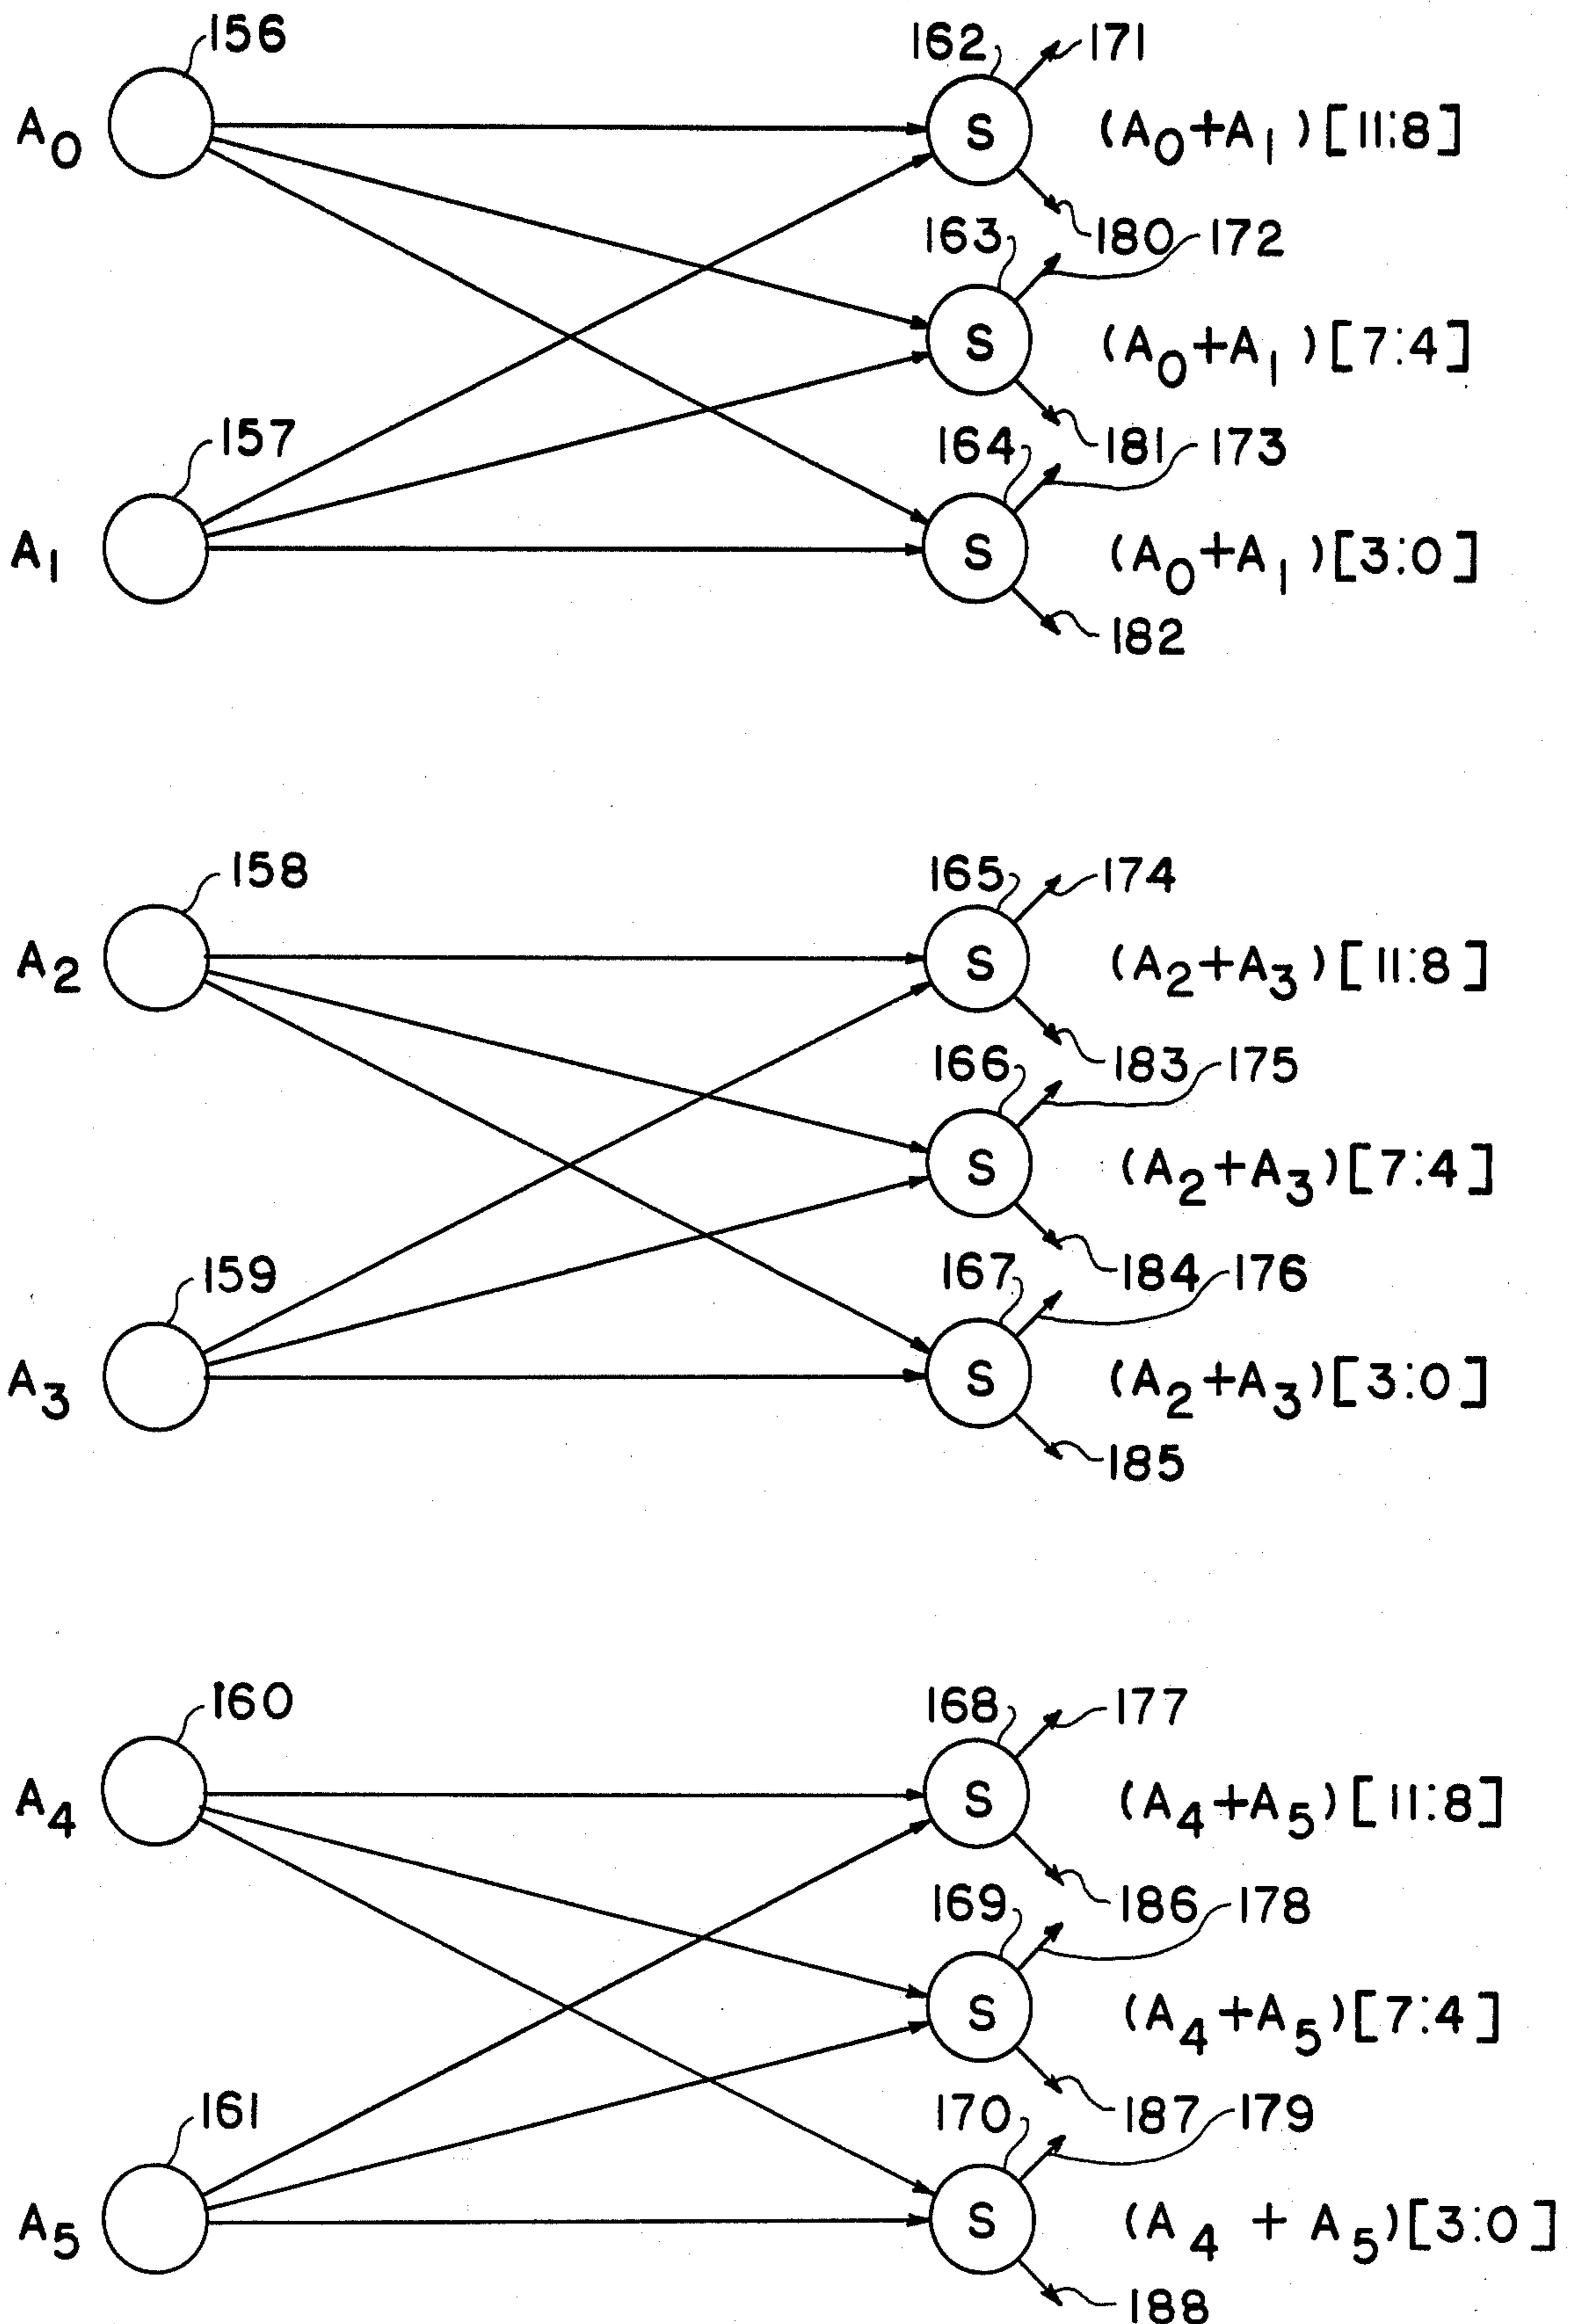 156
162
171
A0
S
(A0+A1)[11:8]
180
172
163
S
(A0+A1)[7:4]
157
181
173
164
A1
S
(A0+A1)[3:0]
182
158
165
174
A2
S
(A2+A3)[11:8]
183
175
166
S
(A2+A3)[7:4]
159
184
176
167
A3
S
(A2+A3)[3:0]
185
160
168
177
A4
S
(A4+A5)[11:8]
186
178
169
S
(A4+A5)[7:4]
161
187
179
170
A5
S
(A4 + A5)[3:0]
188